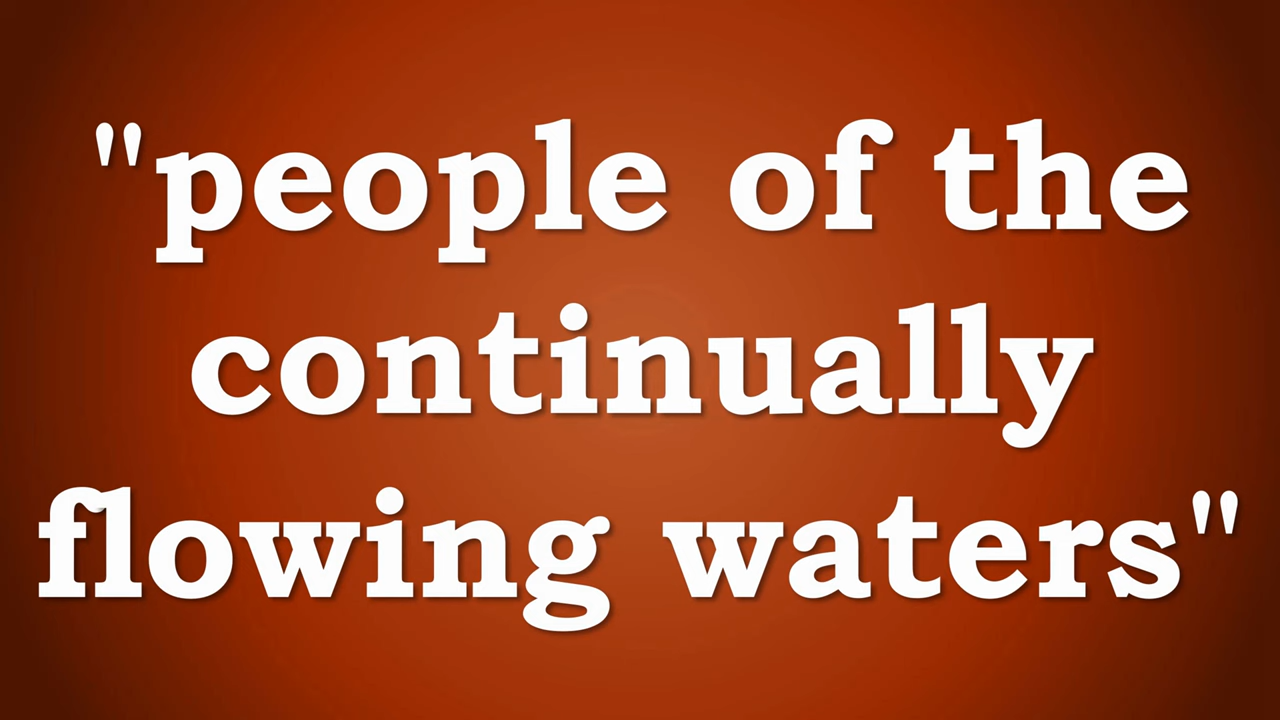 "people of the
continually
flowing waters"